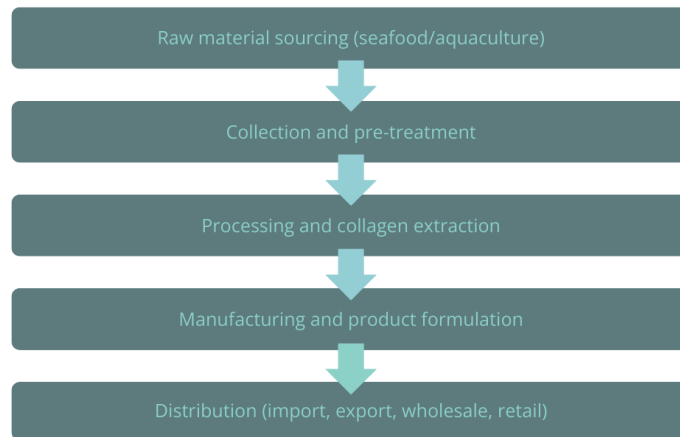 Raw material sourcing (seafood/aquaculture)
Collection and pre-treatment
Processing and collagen extraction
Manufacturing and product formulation
Distribution (import, export, wholesale, retail)